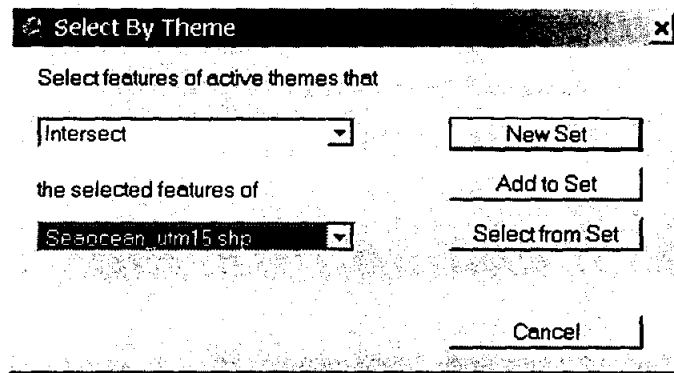 Select By Theme
Select features of active themes that
Intersect
New Set
the selected features of
Add to Set
Seaocean_utm15.shp
Select from Set
Cancel